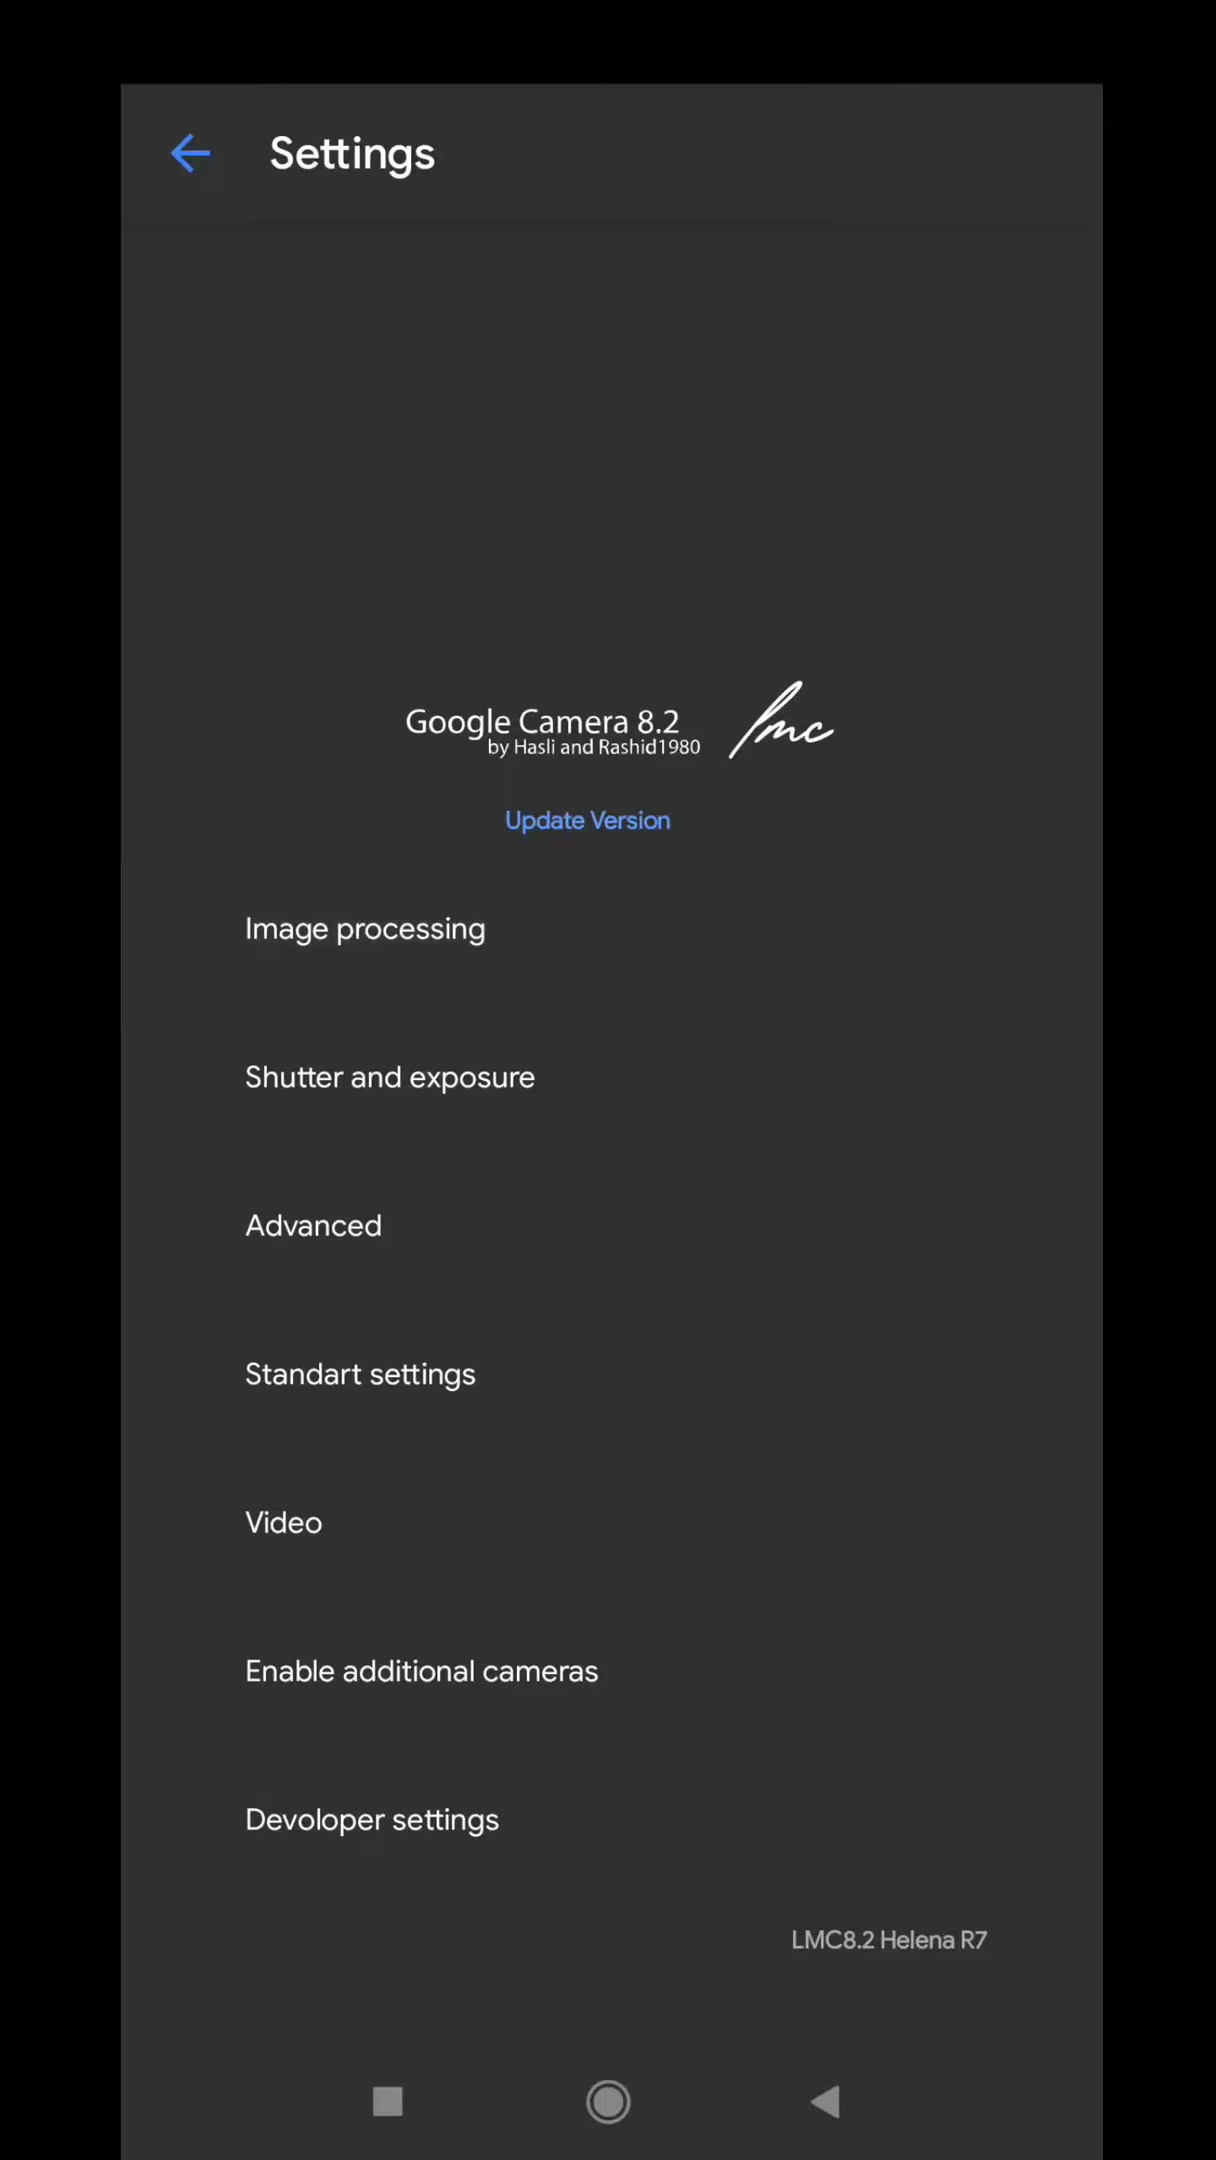 Settings
Google Camera 8.2
by Hasli and Rashid1980
lmc
Update Version
Image processing
Shutter and exposure
Advanced
Standart settings
Video
Enable additional cameras
Devoloper settings
LMC8.2 Helena R7